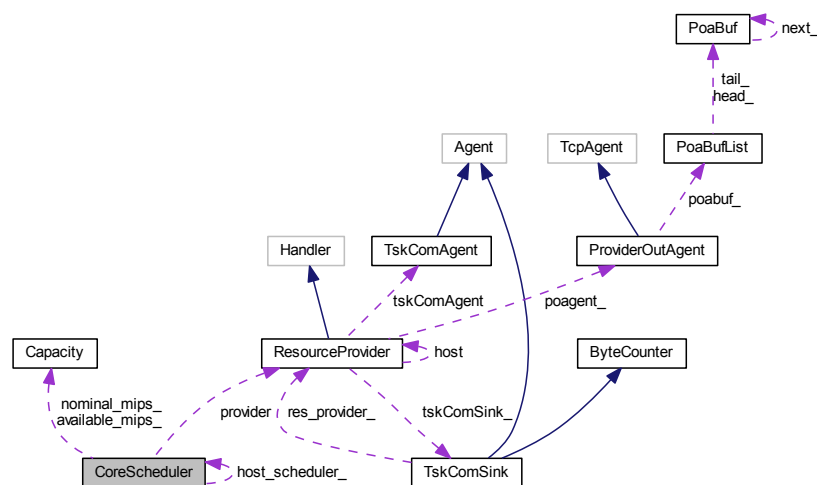 PoaBuf
next_
tail_
head_
Agent
TcpAgent
PoaBufList
poabuf_
Handler
TskComAgent
ProviderOutAgent
tskComAgent
poagent_
Capacity
ResourceProvider
host
ByteCounter
nominal_mips_
available_mips_
provider
res_provider_
tskComSink_
CoreScheduler
host_scheduler_
TskComSink